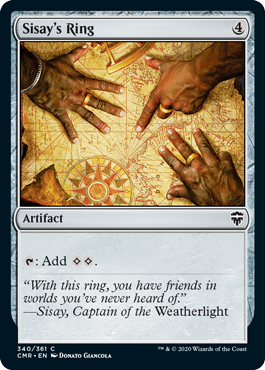 Sisay's Ring 4
Artifact
: Add .
"With this ring, you have friends in
worlds you've never heard of."
—Sisay, Captain of the Weatherlight
340/361 C
CMR • EN DONATO GIANCOLA
™ & © 2020 Wizards of the Coast